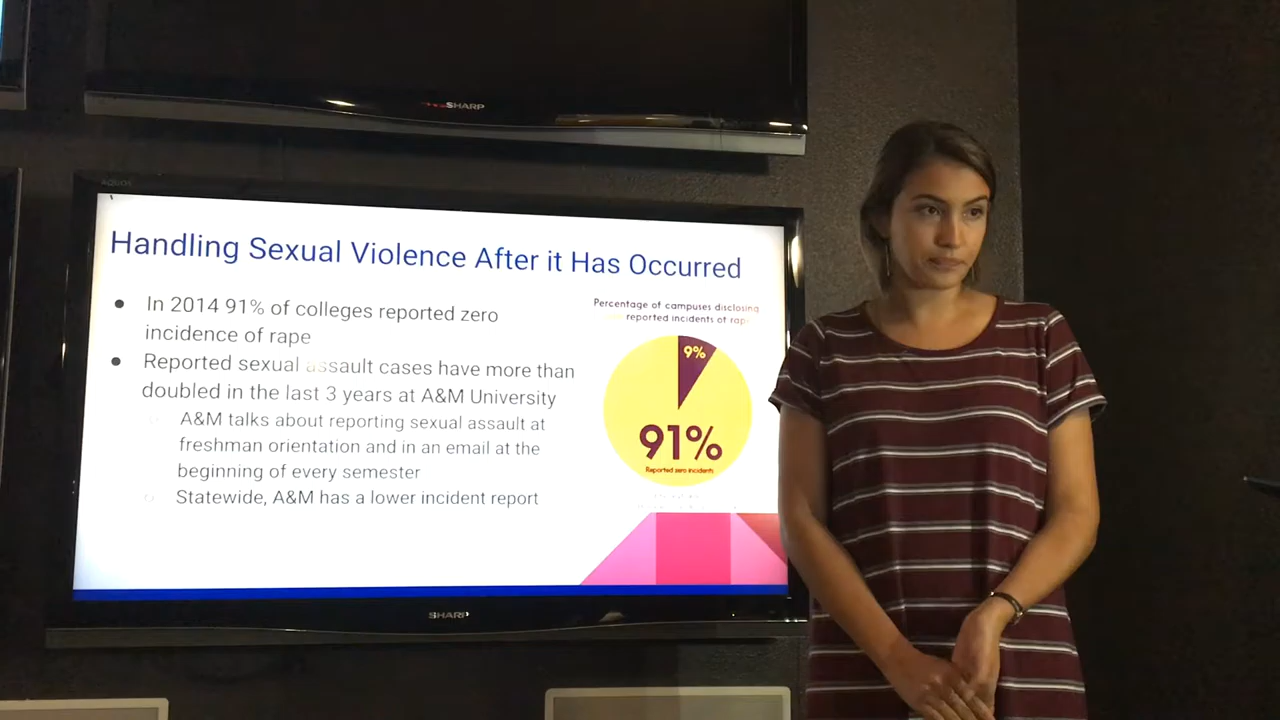 SHARP
AQUOS
Handling Sexual Violence After it Has Occurred
In 2014 91% of colleges reported zero
incidence of rape
Reported sexual assault cases have more than
doubled in the last 3 years at A&M University
A&M talks about reporting sexual assault at
freshman orientation and in an email at the
beginning of every semester
Statewide, A&M has a lower incident report
Percentage of campuses disclosing
reported incidents of rape
9%
91%
Reported zero incidents
SHARP